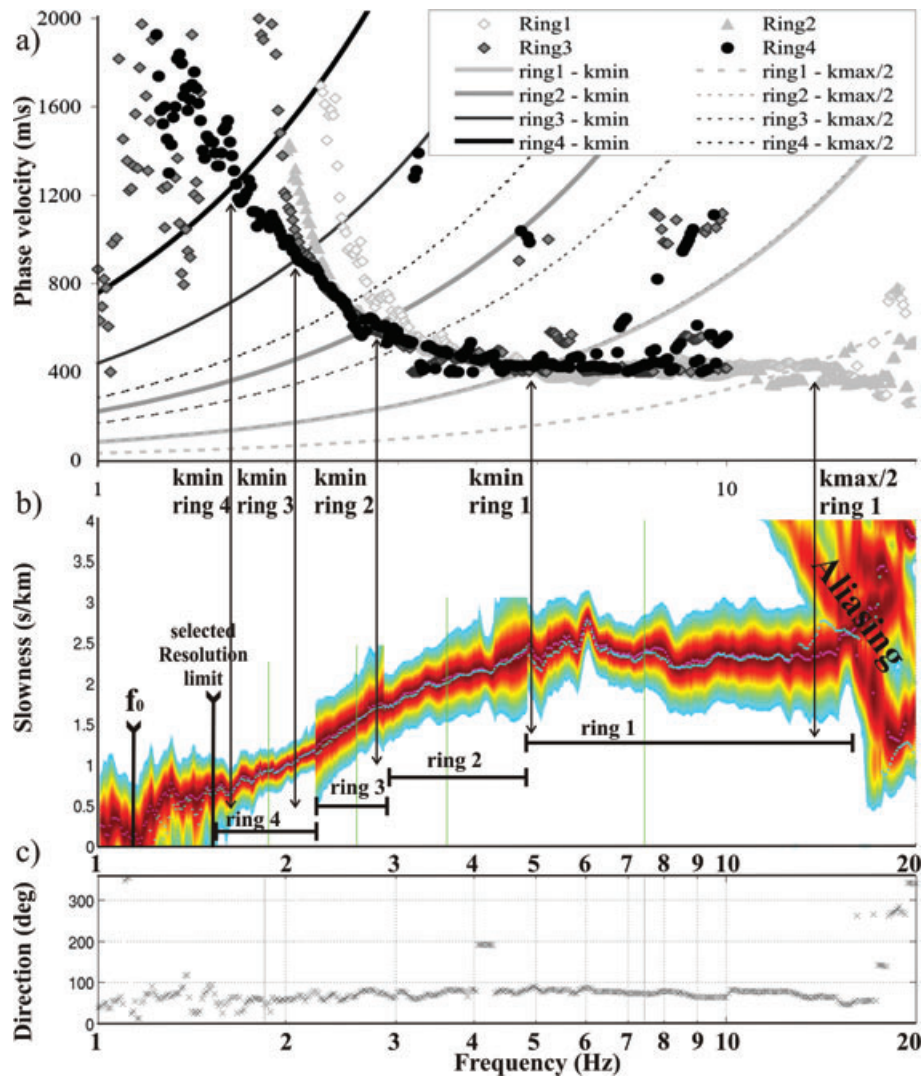 a)
2000
1600
1200
800
400
0
Phase velocity (m\s)
Ring1
Ring2
Ring3
Ring4
ring1 - kmin
ring1 - kmax/2
ring2 - kmin
ring2 - kmax/2
ring3 - kmin
ring3 - kmax/2
ring4 - kmin
ring4 - kmax/2
1
10
kmin
ring 4
kmin
ring 3
kmin
ring 2
kmin
ring 1
kmax/2
ring 1
b)
4
3.5
3
2.5
2
1.5
1
0.5
0
Slowness (s/km)
Aliasing
selected
Resolution
limit
f0
ring 1
ring 2
ring 3
ring 4
1 2 3 4 5 6 7 8 9 10 20
c)
300
200
100
0
Direction (deg)
1 2 3 4 5 6 7 8 9 10 20
Frequency (Hz)